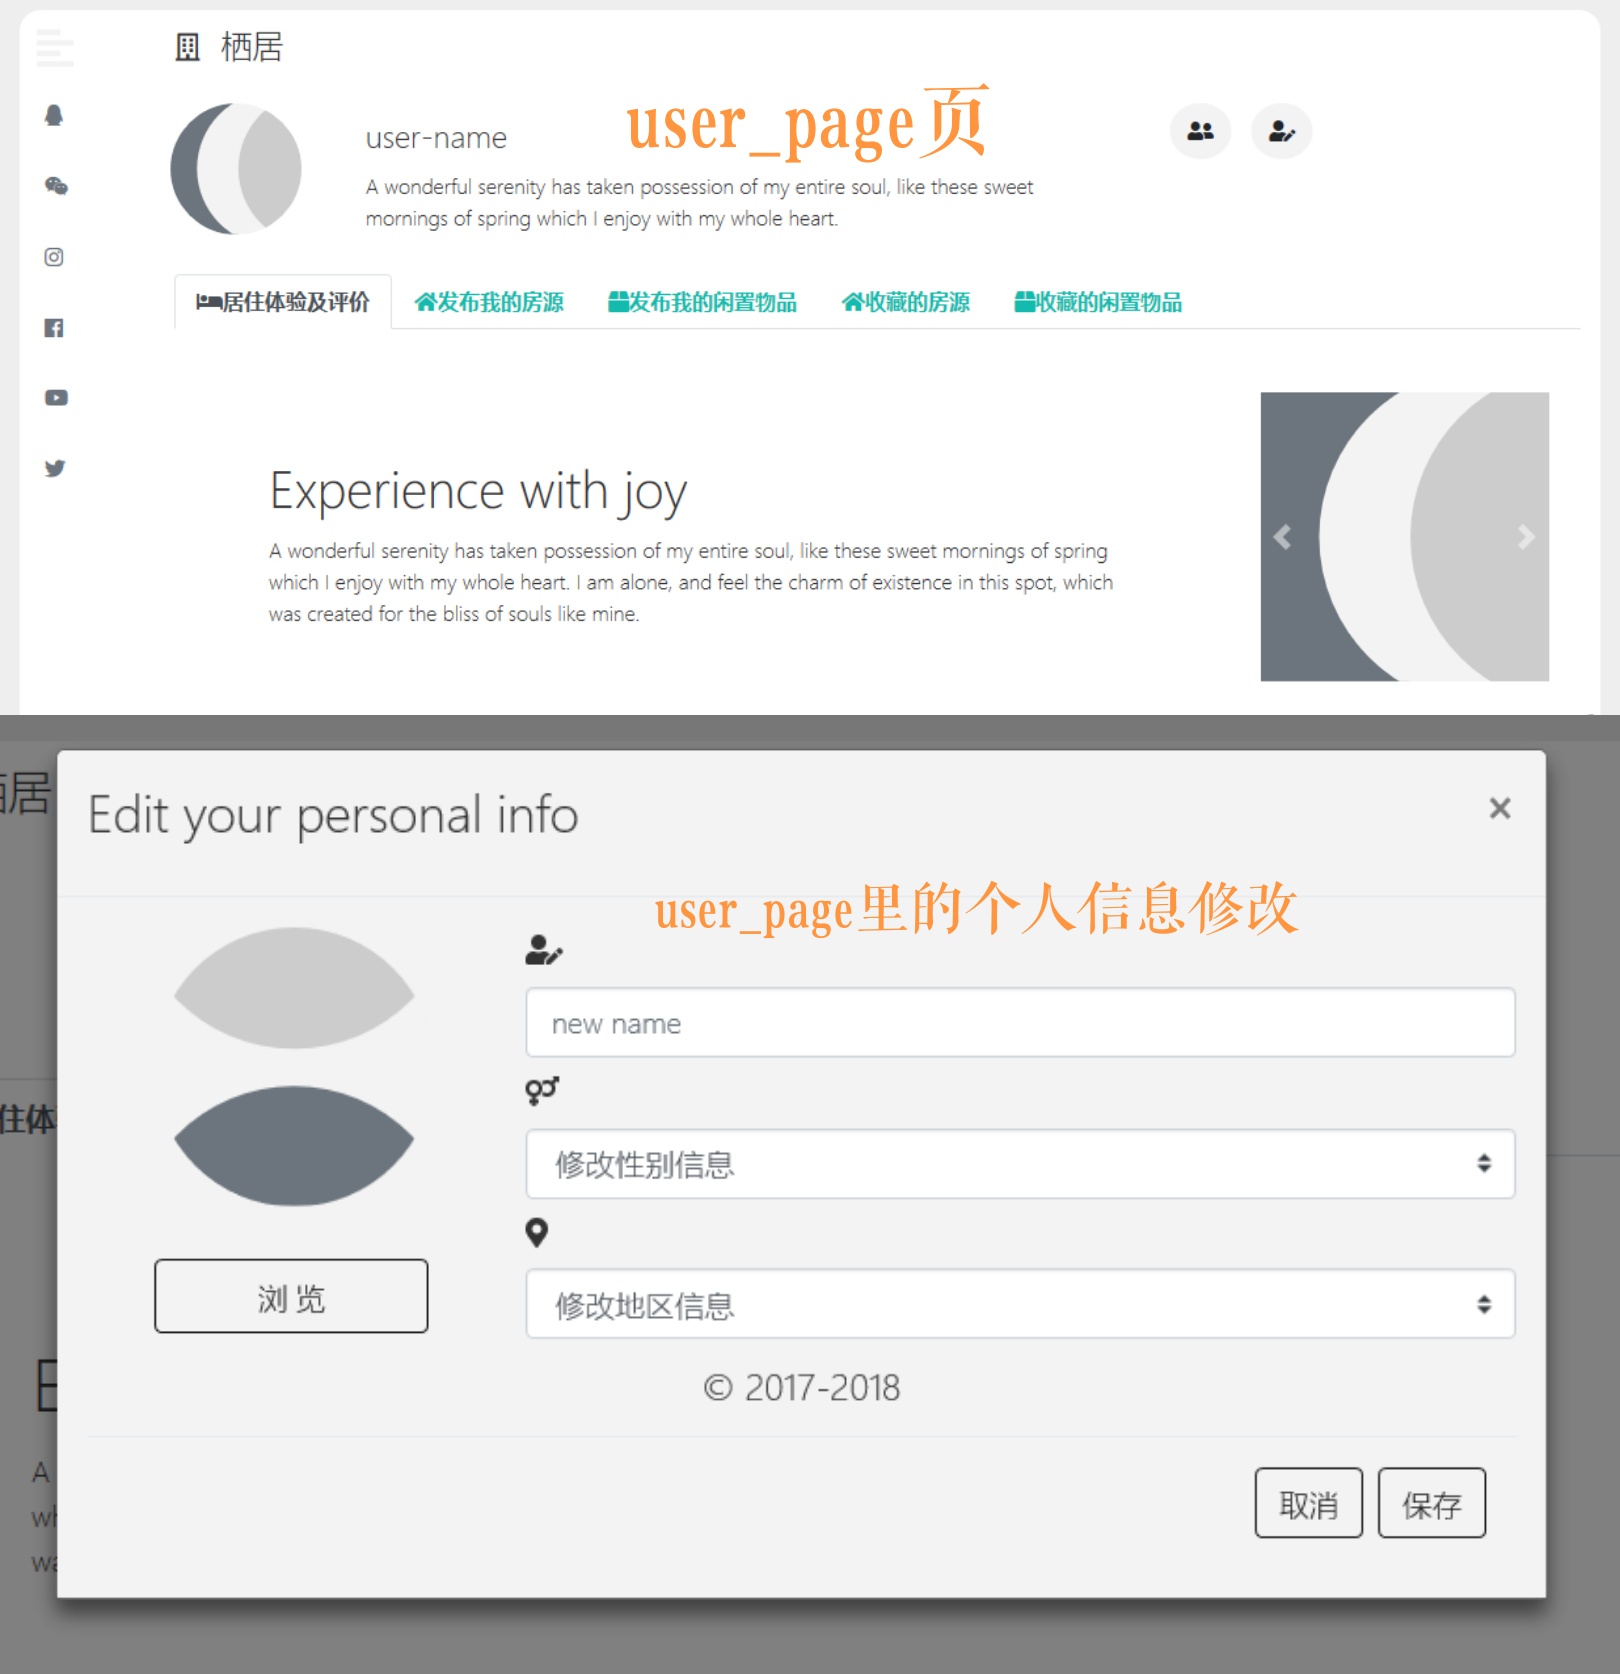 栖居
user_page页
user-name
A wonderful serenity has taken possession of my entire soul, like these sweet
mornings of spring which I enjoy with my whole heart.
居住体验及评价 发布我的房源 发布我的闲置物品 收藏的房源 收藏的闲置物品
Experience with joy
A wonderful serenity has taken possession of my entire soul, like these sweet mornings of spring
which I enjoy with my whole heart. I am alone, and feel the charm of existence in this spot, which
was created for the bliss of souls like mine.
居
Edit your personal info
×
user_page里的个人信息修改
new name
住体
修改性别信息
浏 览
修改地区信息
© 2017-2018
E
A
wh
wa
取消 保存